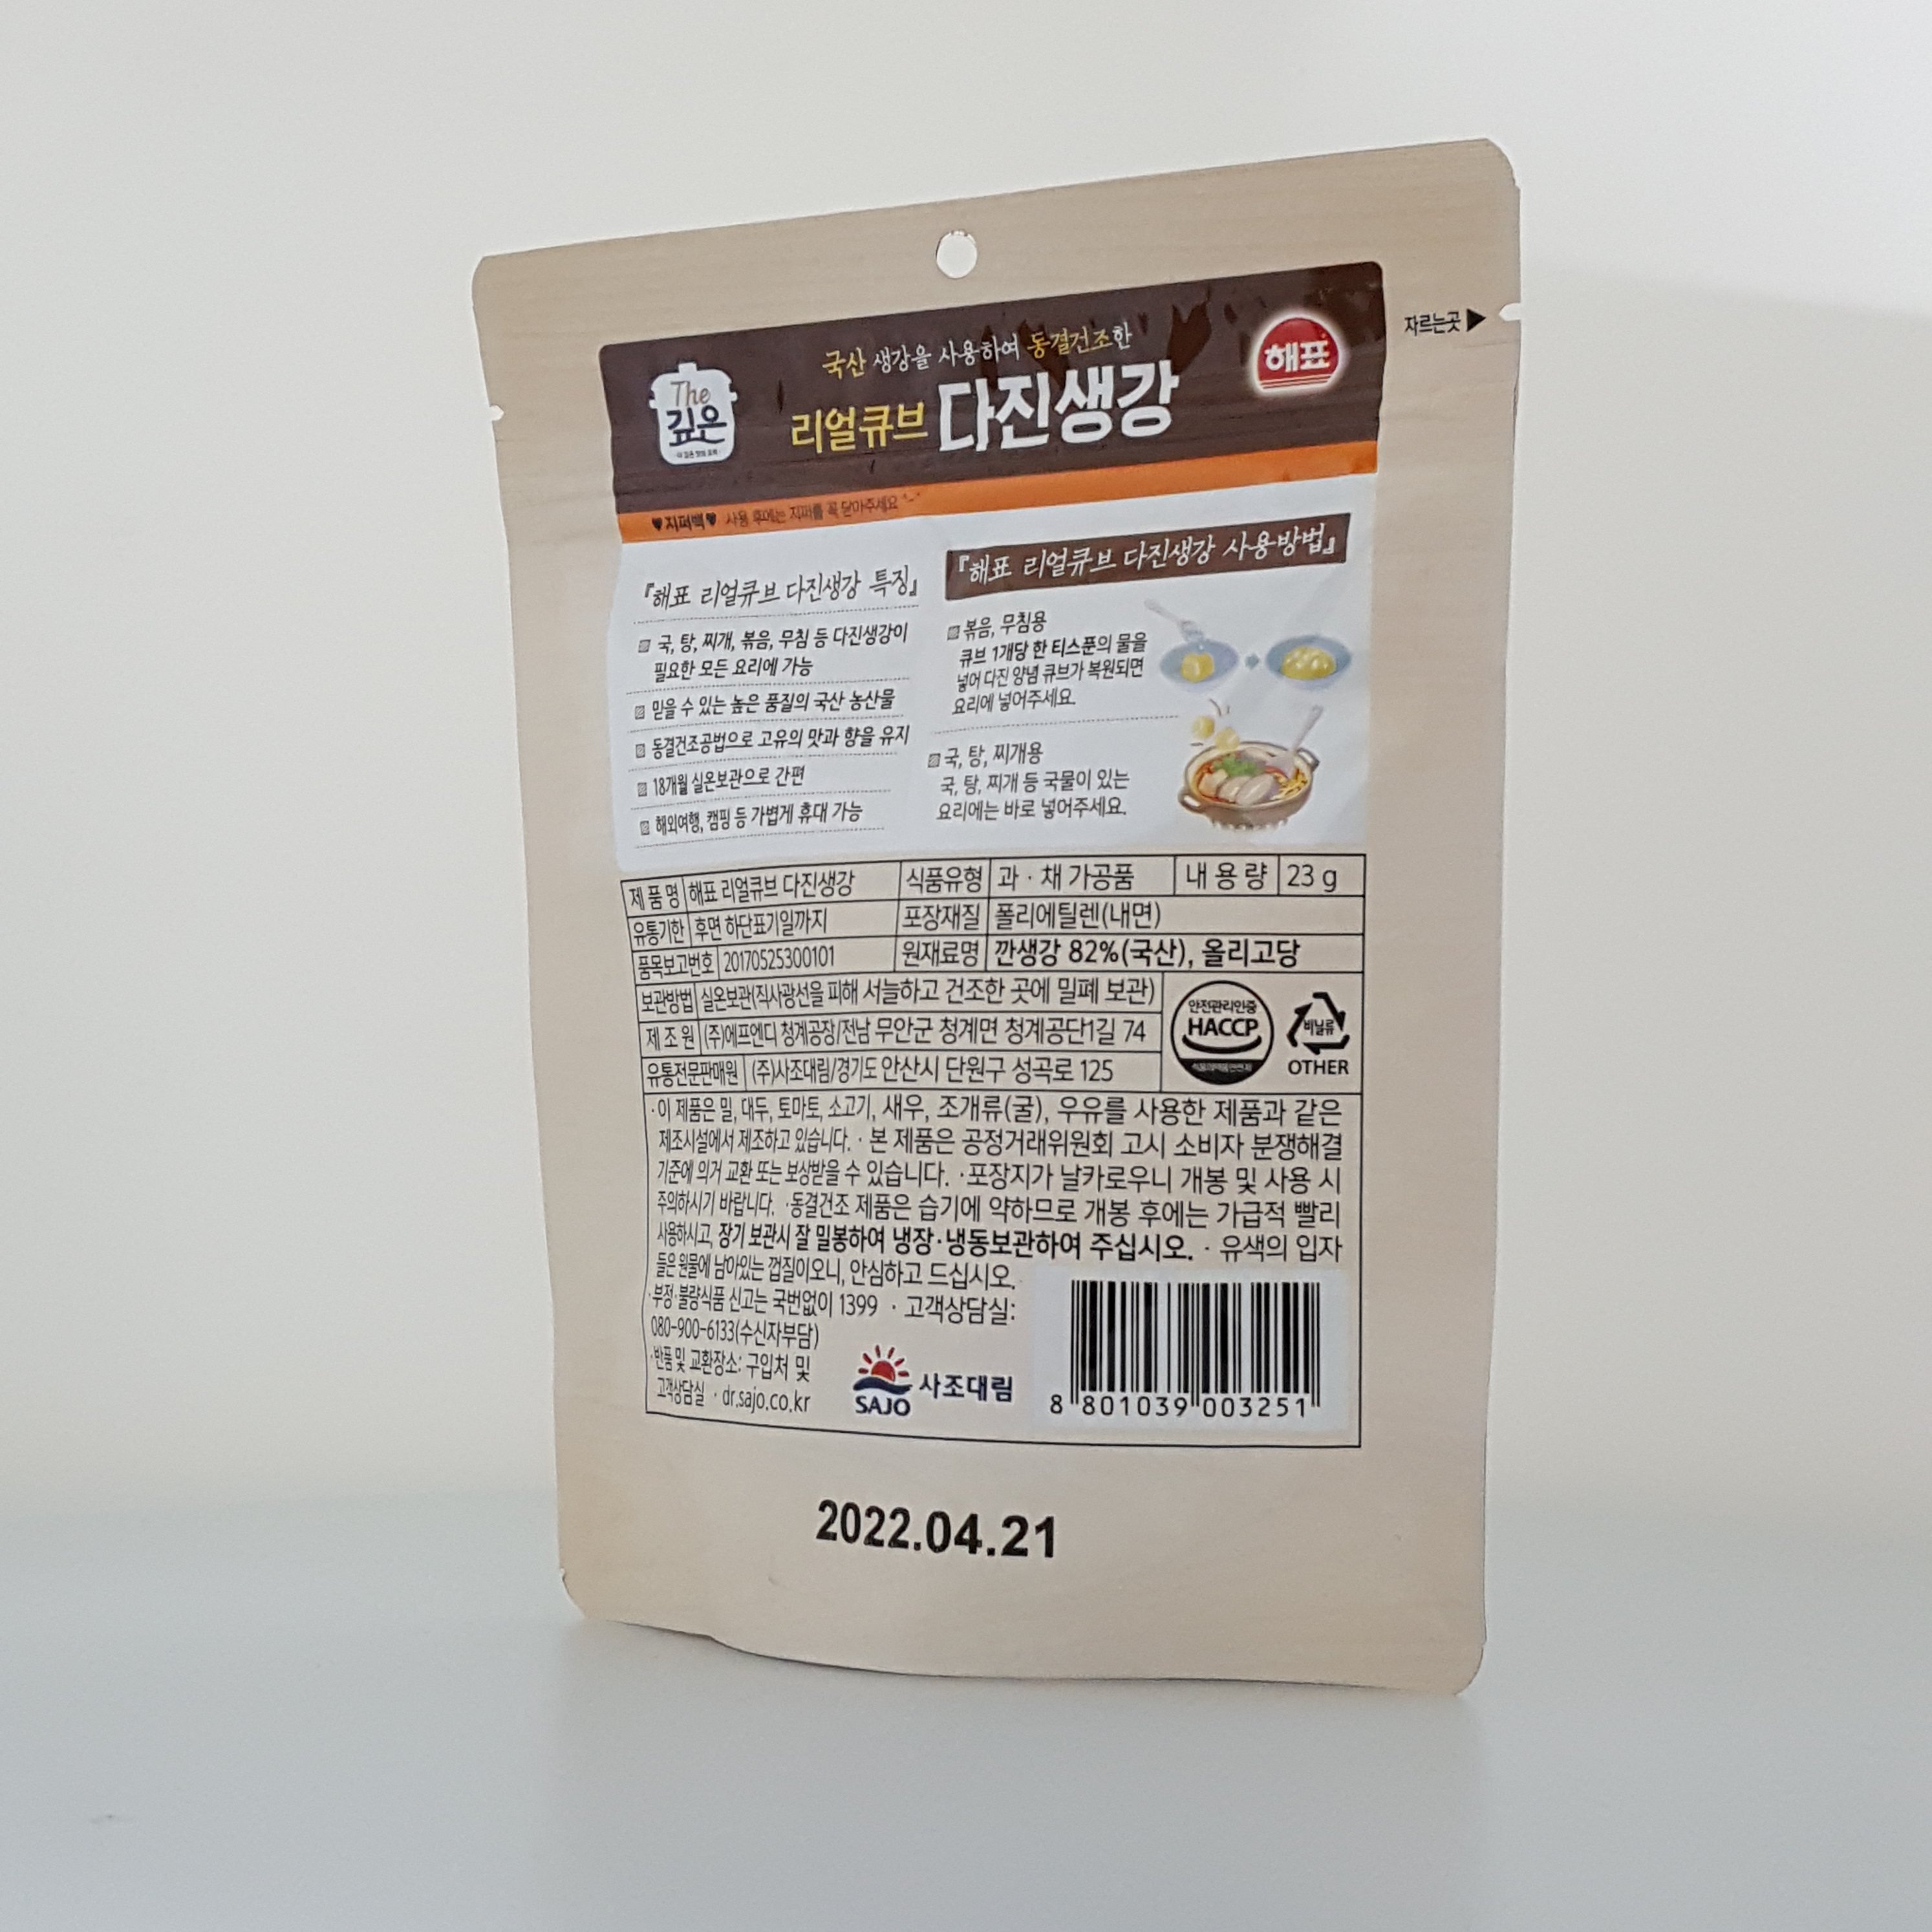 자르는곳▶
국산 생강을 사용하여 동결건조한
The
깊은
리얼큐브 다진생강
해표
♥지퍼백♥ 사용 후에는 지퍼를 꼭 닫아주세요 ^-^
『해표 리얼큐브 다진생강 특징』
국, 탕, 찌개, 볶음, 무침 등 다진생강이
필요한 모든 요리에 가능
믿을 수 있는 높은 품질의 국산 농산물
동결건조공법으로 고유의 맛과 향을 유지
18개월 실온보관으로 간편
해외여행, 캠핑 등 가볍게 휴대 가능
『해표 리얼큐브 다진생강 사용방법』
볶음, 무침용
큐브 1개당 한 티스푼의 물을
넣어 다진 양념 큐브가 복원되면
요리에 넣어주세요.
국, 탕, 찌개용
국, 탕, 찌개 등 국물이 있는
요리에는 바로 넣어주세요.
제 품 명 해표 리얼큐브 다진생강 식품유형 과 · 채 가공품 내 용 량 23 g
유통기한 후면 하단표기일까지 포장재질 폴리에틸렌(내면)
품목보고번호 20170525300101 원재료명 깐생강 82%(국산), 올리고당
보관방법 실온보관(직사광선을 피해 서늘하고 건조한 곳에 밀폐 보관)
제 조 원 (주)에프엔디 청계공장/전남 무안군 청계면 청계공단1길 74
유통전문판매원 (주)사조대림/경기도 안산시 단원구 성곡로 125
안전관리인증
HACCP
비닐류
OTHER
·이 제품은 밀, 대두, 토마토, 소고기, 새우, 조개류(굴), 우유를 사용한 제품과 같은
제조시설에서 제조하고 있습니다. · 본 제품은 공정거래위원회 고시 소비자 분쟁해결
기준에 의거 교환 또는 보상받을 수 있습니다. ·포장지가 날카로우니 개봉 및 사용 시
주의하시기 바랍니다. ·동결건조 제품은 습기에 약하므로 개봉 후에는 가급적 빨리
사용하시고, 장기 보관시 잘 밀봉하여 냉장·냉동보관하여 주십시오. · 유색의 입자
들은 원물에 남아있는 껍질이오니, 안심하고 드십시오.
·부정·불량식품 신고는 국번없이 1399 · 고객상담실:
080-900-6133(수신자부담)
·반품 및 교환장소: 구입처 및
고객상담실 · dr.sajo.co.kr
SAJO 사조대림
8 801039 003251
2022.04.21